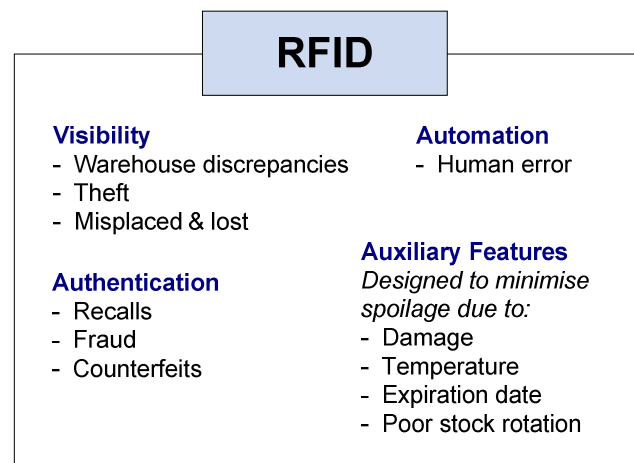 RFID
Visibility
- Warehouse discrepancies
- Theft
- Misplaced & lost
Authentication
- Recalls
- Fraud
- Counterfeits
Automation
- Human error
Auxiliary Features
Designed to minimise
spoilage due to:
- Damage
- Temperature
- Expiration date
- Poor stock rotation